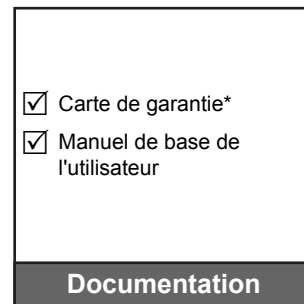 ☑ Carte de garantie*
☑ Manuel de base de
l'utilisateur
Documentation